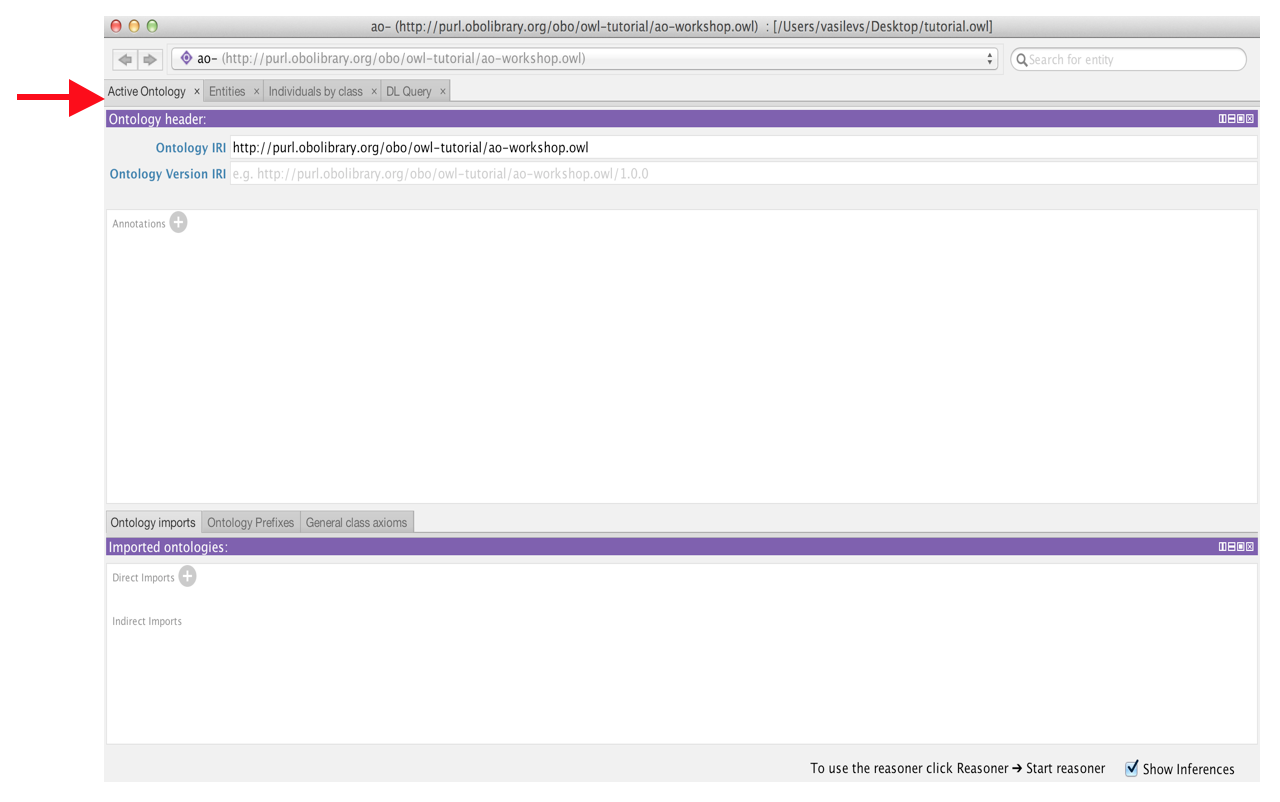 ao- (http://purl.obolibrary.org/obo/owl-tutorial/ao-workshop.owl) : [/Users/vasilevs/Desktop/tutorial.owl]
ao- (http://purl.obolibrary.org/obo/owl-tutorial/ao-workshop.owl) Search for entity
Active Ontology × Entities × Individuals by class × DL Query ×
Ontology header:
Ontology IRI http://purl.obolibrary.org/obo/owl-tutorial/ao-workshop.owl
Ontology Version IRI e.g. http://purl.obolibrary.org/obo/owl-tutorial/ao-workshop.owl/1.0.0
Annotations
Ontology imports Ontology Prefixes General class axioms
Imported ontologies:
Direct Imports
Indirect Imports
To use the reasoner click Reasoner → Start reasoner Show Inferences